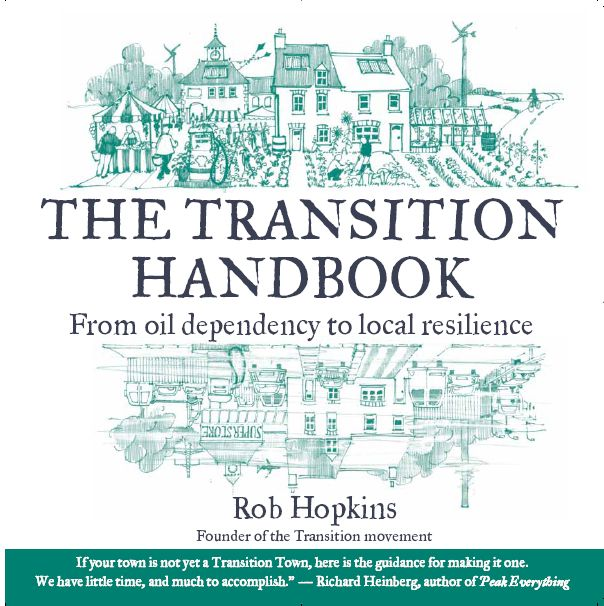 THE TRANSITION
HANDBOOK
From oil dependency to local resilience
SUPERSTORE
Rob Hopkins
Founder of the Transition movement
If your town is not yet a Transition Town, here is the guidance for making it one.
We have little time, and much to accomplish.” — Richard Heinberg, author of Peak Everything